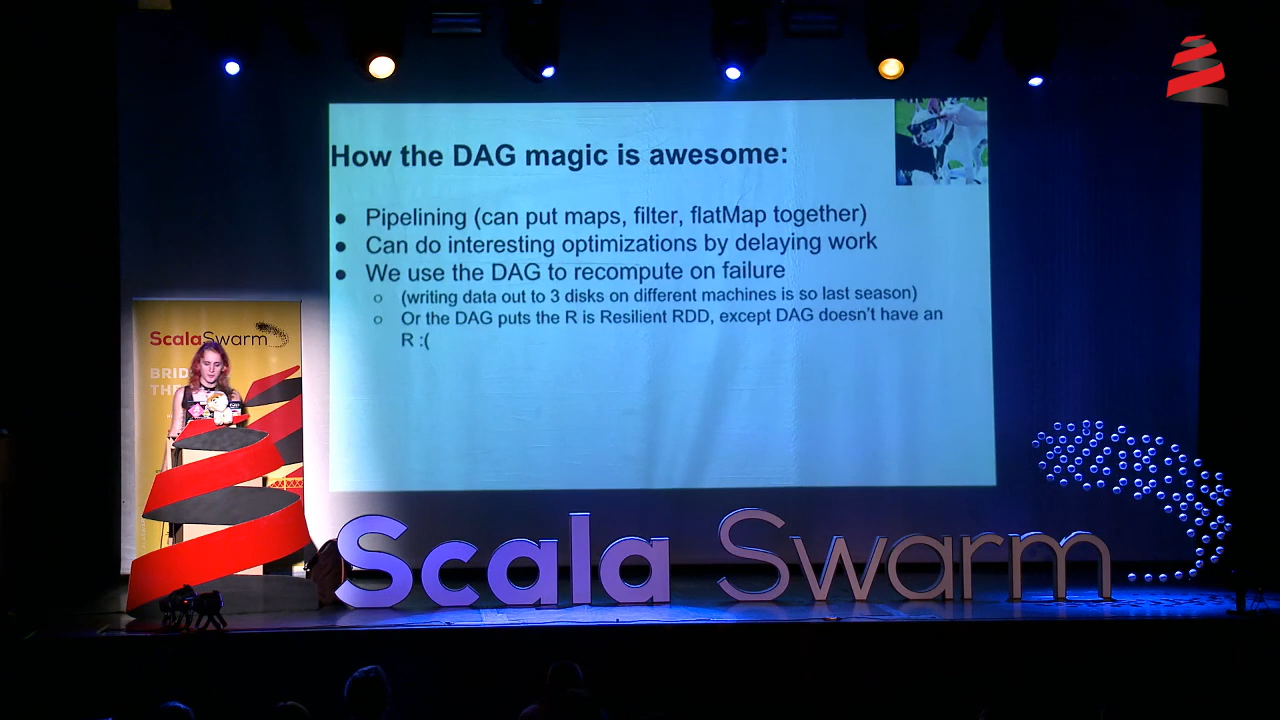 How the DAG magic is awesome:
● Pipelining (can put maps, filter, flatMap together)
● Can do interesting optimizations by delaying work
● We use the DAG to recompute on failure
○ (writing data out to 3 disks on different machines is so last season)
○ Or the DAG puts the R is Resilient RDD, except DAG doesn't have an
R :(
ScalaSwarm
BRID
THE
Scala Swarm